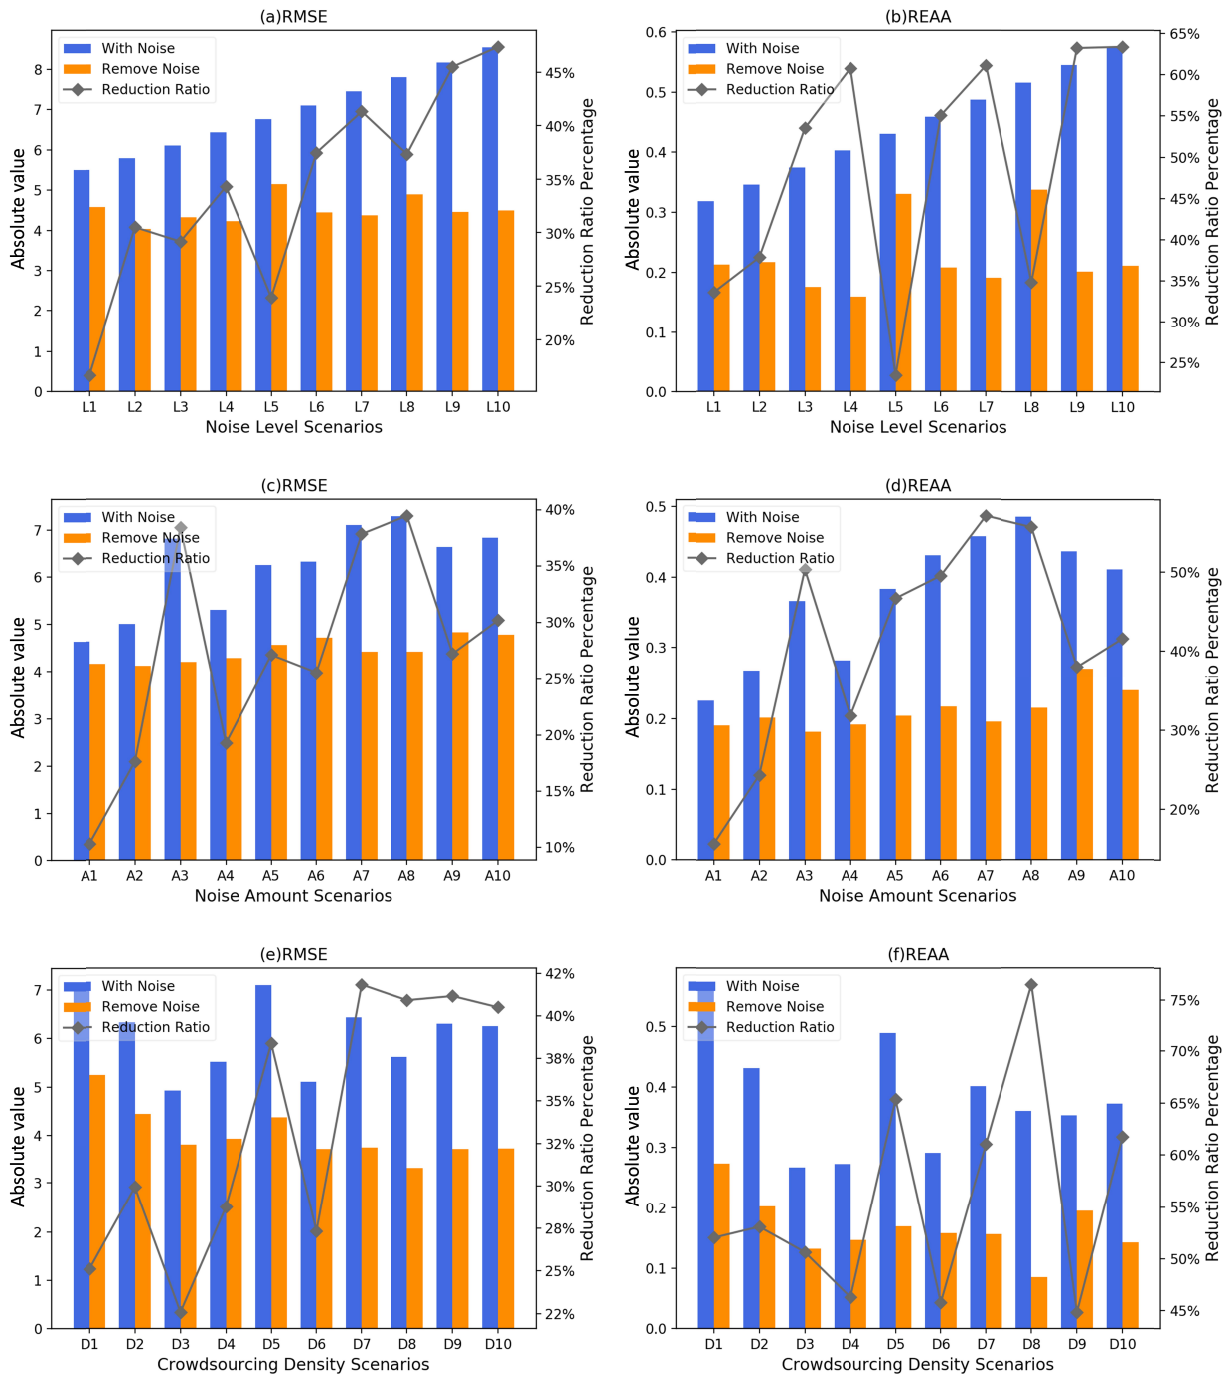 (a)RMSE
With Noise
Remove Noise
Reduction Ratio
Absolute value
0
1
2
3
4
5
6
7
8
20%
25%
30%
35%
40%
45%
Reduction Ratio Percentage
L1 L2 L3 L4 L5 L6 L7 L8 L9 L10
Noise Level Scenarios
(b)REAA
With Noise
Remove Noise
Reduction Ratio
Absolute value
0.0
0.1
0.2
0.3
0.4
0.5
0.6
25%
30%
35%
40%
45%
50%
55%
60%
65%
Reduction Ratio Percentage
L1 L2 L3 L4 L5 L6 L7 L8 L9 L10
Noise Level Scenarios
(c)RMSE
With Noise
Remove Noise
Reduction Ratio
Absolute value
0
1
2
3
4
5
6
7
10%
15%
20%
25%
30%
35%
40%
Reduction Ratio Percentage
A1 A2 A3 A4 A5 A6 A7 A8 A9 A10
Noise Amount Scenarios
(d)REAA
With Noise
Remove Noise
Reduction Ratio
Absolute value
0.0
0.1
0.2
0.3
0.4
0.5
20%
30%
40%
50%
Reduction Ratio Percentage
A1 A2 A3 A4 A5 A6 A7 A8 A9 A10
Noise Amount Scenarios
(e)RMSE
With Noise
Remove Noise
Reduction Ratio
Absolute value
0
1
2
3
4
5
6
7
22%
25%
28%
30%
32%
35%
38%
40%
42%
Reduction Ratio Percentage
D1 D2 D3 D4 D5 D6 D7 D8 D9 D10
Crowdsourcing Density Scenarios
(f)REAA
With Noise
Remove Noise
Reduction Ratio
Absolute value
0.0
0.1
0.2
0.3
0.4
0.5
45%
50%
55%
60%
65%
70%
75%
Reduction Ratio Percentage
D1 D2 D3 D4 D5 D6 D7 D8 D9 D10
Crowdsourcing Density Scenarios